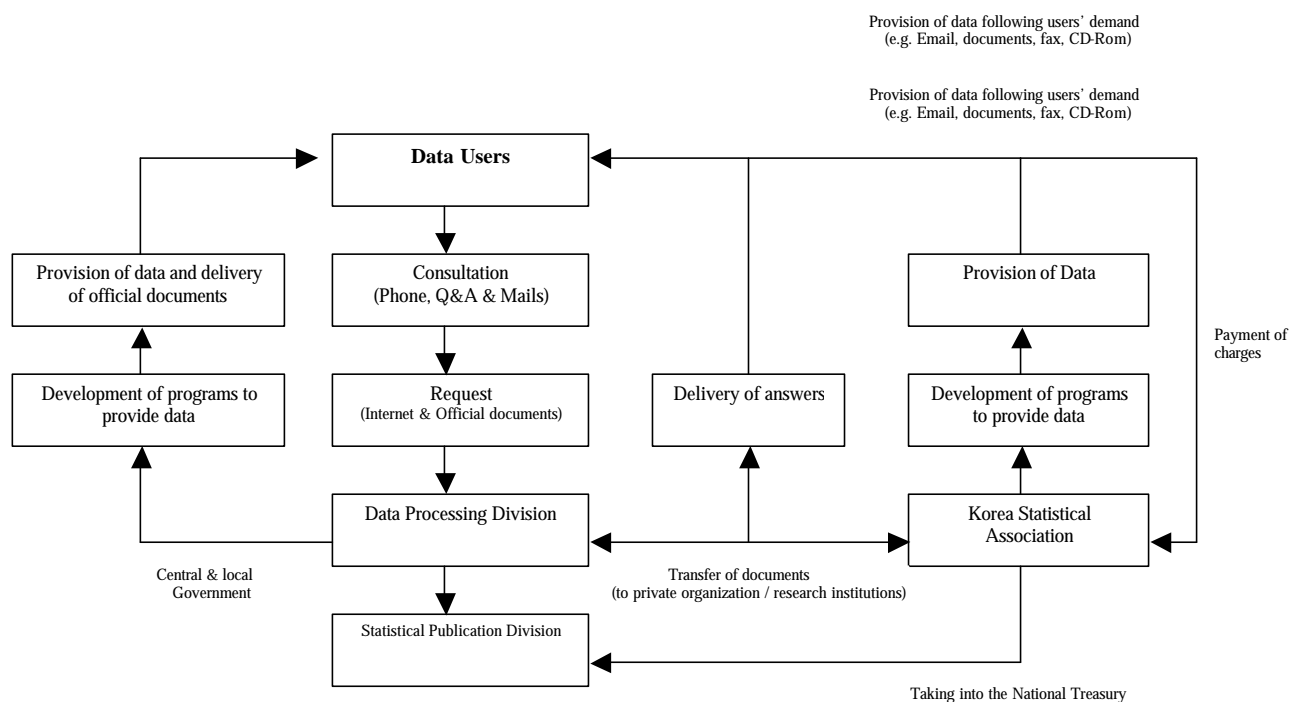 Provision of data following users’ demand
(e.g. Email, documents, fax, CD-Rom)
Provision of data following users’ demand
(e.g. Email, documents, fax, CD-Rom)
Data Users
Provision of data and delivery
of official documents
Consultation
(Phone, Q&A & Mails)
Provision of Data
Payment of
charges
Development of programs to
provide data
Request
(Internet & Official documents)
Delivery of answers
Development of programs
to provide data
Data Processing Division
Korea Statistical
Association
Central & local
Government
Transfer of documents
(to private organization / research institutions)
Statistical Publication Division
Taking into the National Treasury